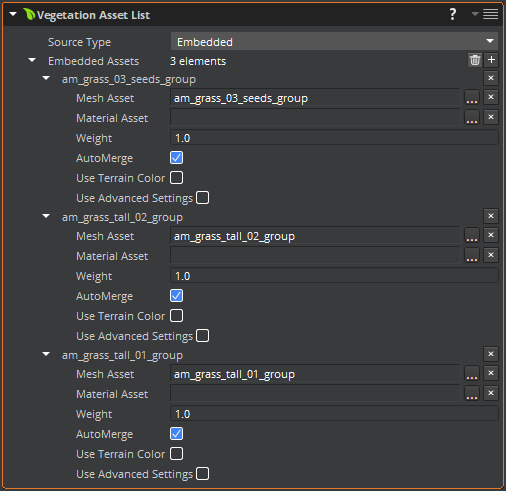 Vegetation Asset List ?
Source Type Embedded
Embedded Assets 3 elements
am_grass_03_seeds_group
Mesh Asset am_grass_03_seeds_group ...
Material Asset ...
Weight 1.0
AutoMerge
Use Terrain Color
Use Advanced Settings
am_grass_tall_02_group
Mesh Asset am_grass_tall_02_group ...
Material Asset ...
Weight 1.0
AutoMerge
Use Terrain Color
Use Advanced Settings
am_grass_tall_01_group
Mesh Asset am_grass_tall_01_group ...
Material Asset ...
Weight 1.0
AutoMerge
Use Terrain Color
Use Advanced Settings